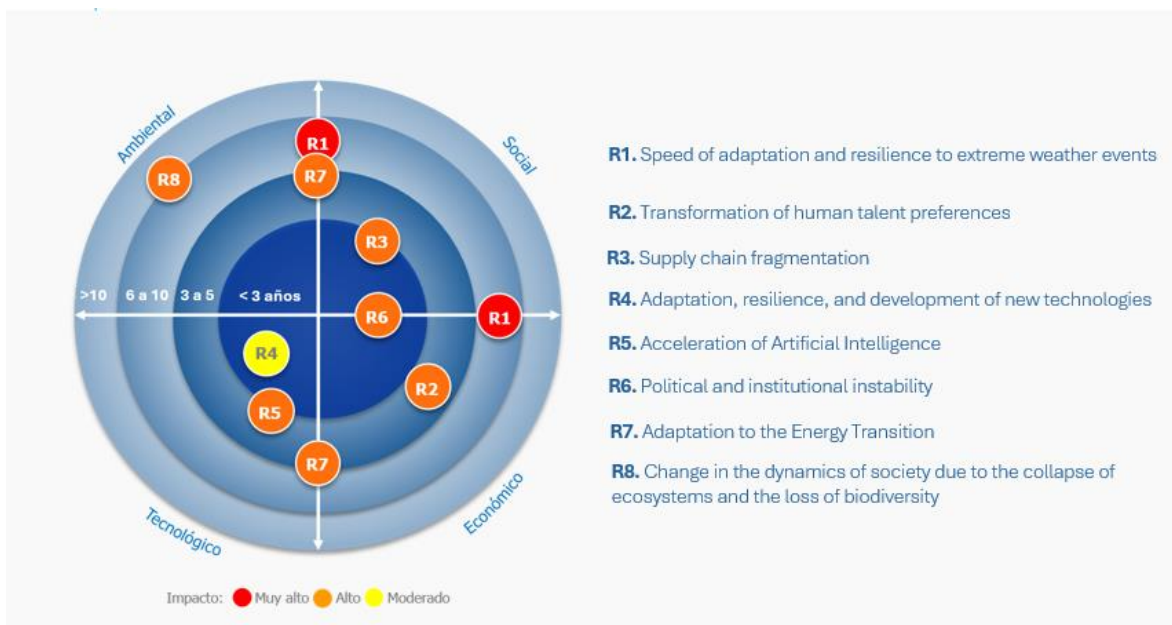 Ambiental
Social
R1
R7
R8
R3
>10 6 a 10 3 a 5 < 3 años
R6
R1
R4
R2
R5
R7
Tecnológico
Económico
Impacto: Muy alto Alto Moderado
R1. Speed of adaptation and resilience to extreme weather events
R2. Transformation of human talent preferences
R3. Supply chain fragmentation
R4. Adaptation, resilience, and development of new technologies
R5. Acceleration of Artificial Intelligence
R6. Political and institutional instability
R7. Adaptation to the Energy Transition
R8. Change in the dynamics of society due to the collapse of
ecosystems and the loss of biodiversity